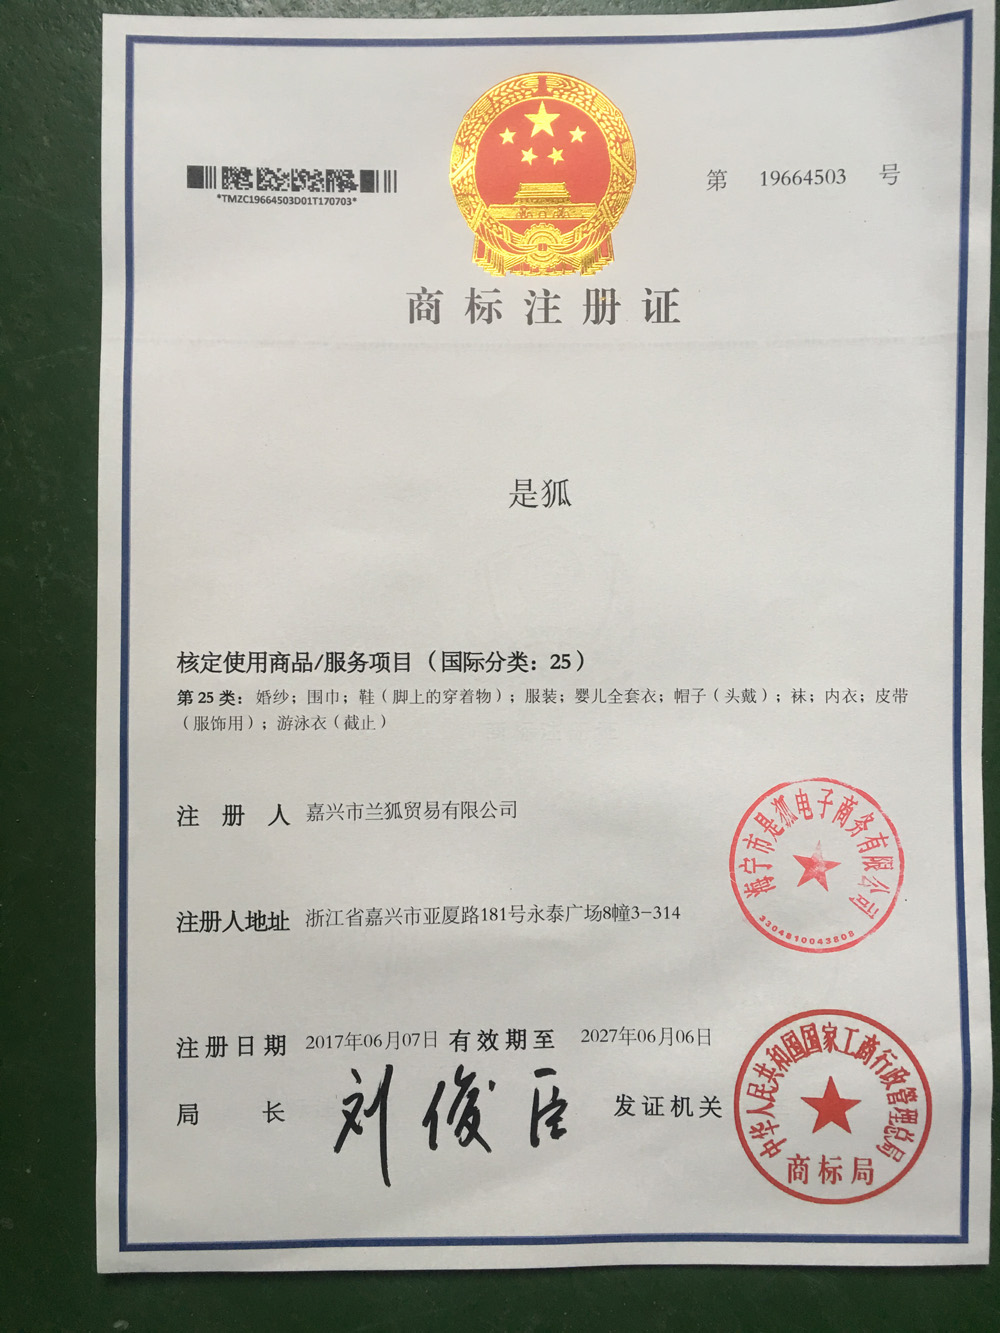 *TMZC19664503D01T170703*
第 19664503 号
商标注册证
是狐
核定使用商品/服务项目（国际分类：25）
第25类：婚纱；围巾；鞋（脚上的穿着物）；服装；婴儿全套衣；帽子（头戴）；袜；内衣；皮带
（服饰用）；游泳衣（截止）
注册人 嘉兴市兰狐贸易有限公司
海宁市是狐电子商务有限公司
3304810043808
注册人地址 浙江省嘉兴市亚厦路181号永泰广场8幢3-314
注册日期 2017年06月07日 有效期至 2027年06月06日
局长 刘俊臣 发证机关
中华人民共和国国家工商行政管理总局
商标局